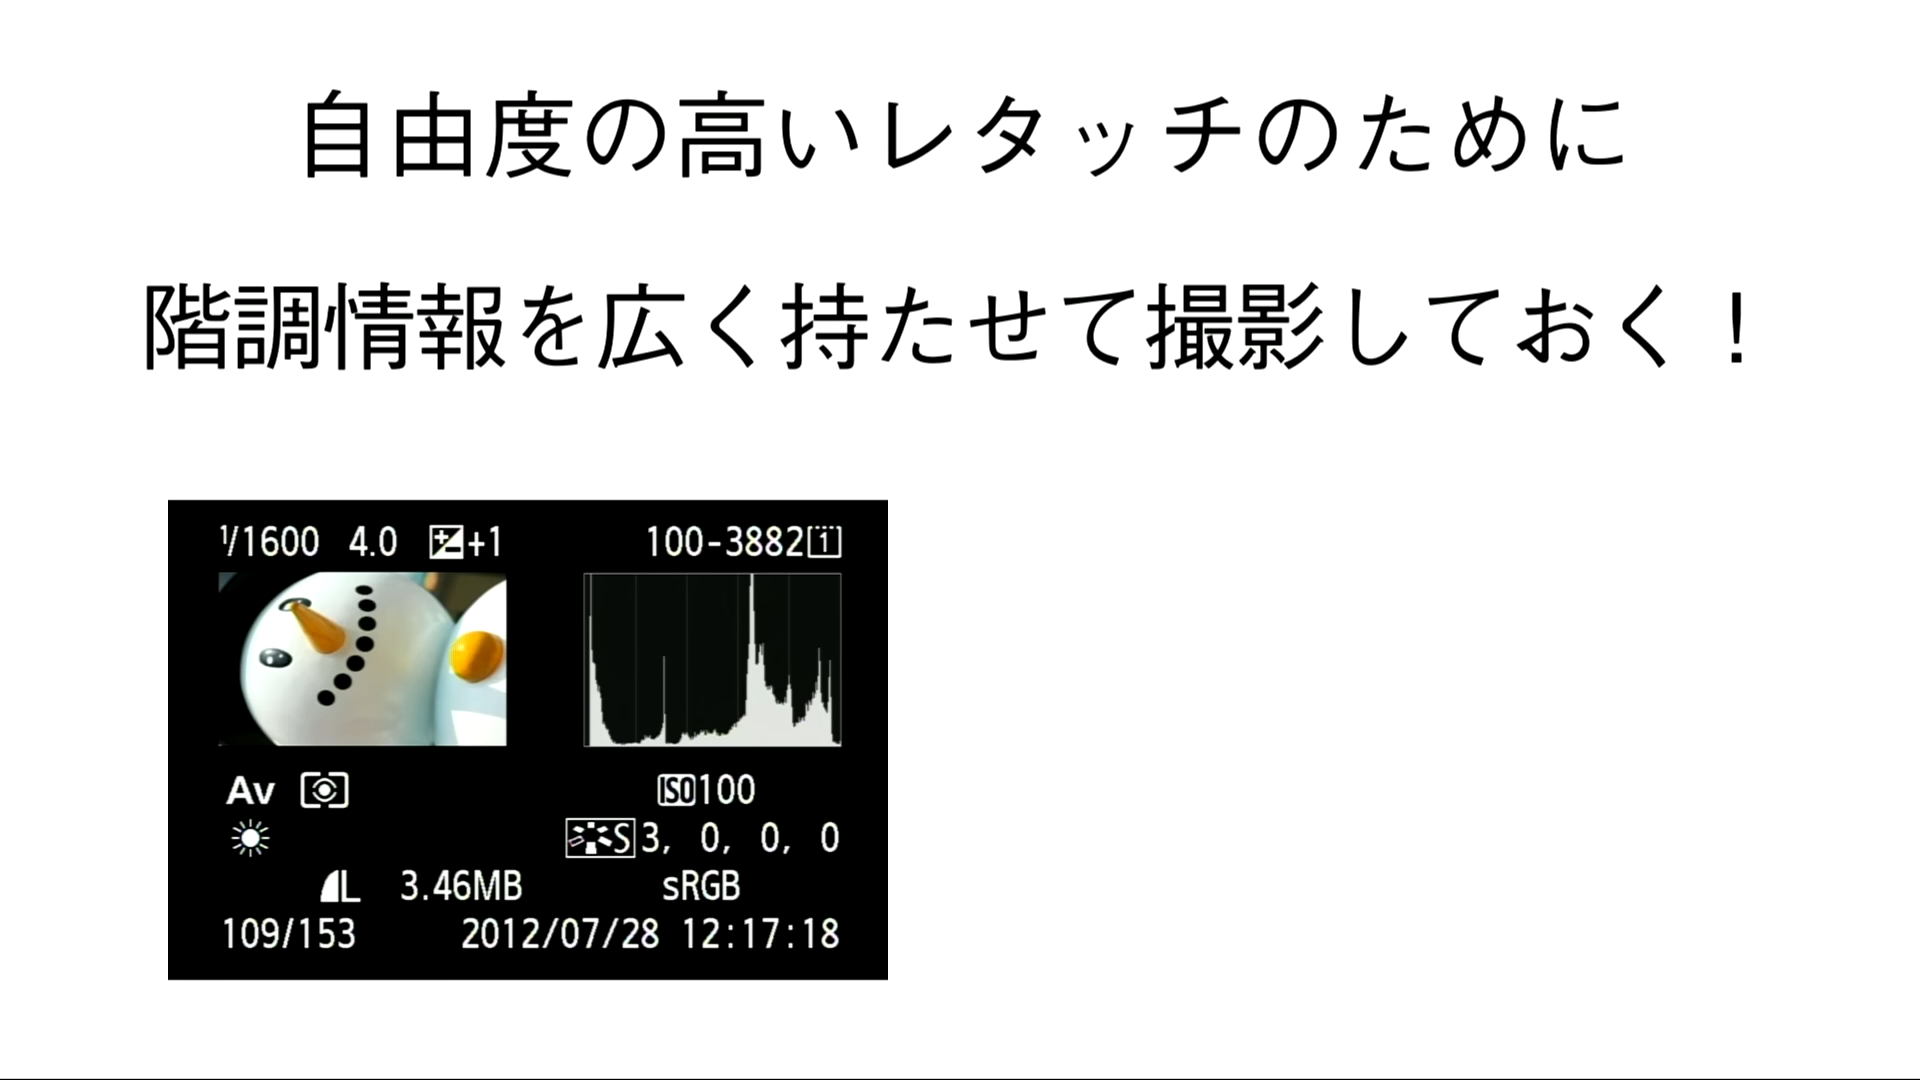 自由度の高いレタッチのために
階調情報を広く持たせて撮影しておく！
1/1600 4.0 +1 100-3882 1
Av ISO100
S 3, 0, 0, 0
L 3.46MB sRGB
109/153 2012/07/28 12:17:18